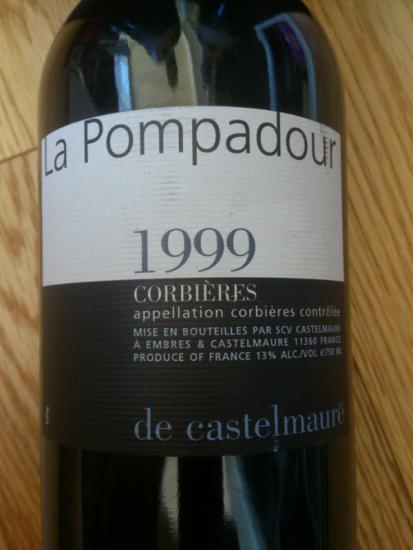 La Pompadour
1999
CORBIÈRES
appellation corbières contrôlée
MISE EN BOUTEILLES PAR SCV CASTELMAURE
À EMBRES & CASTELMAURE 11360 FRANCE
PRODUCE OF FRANCE 13% ALC./VOL e750 ML
de castelmaure